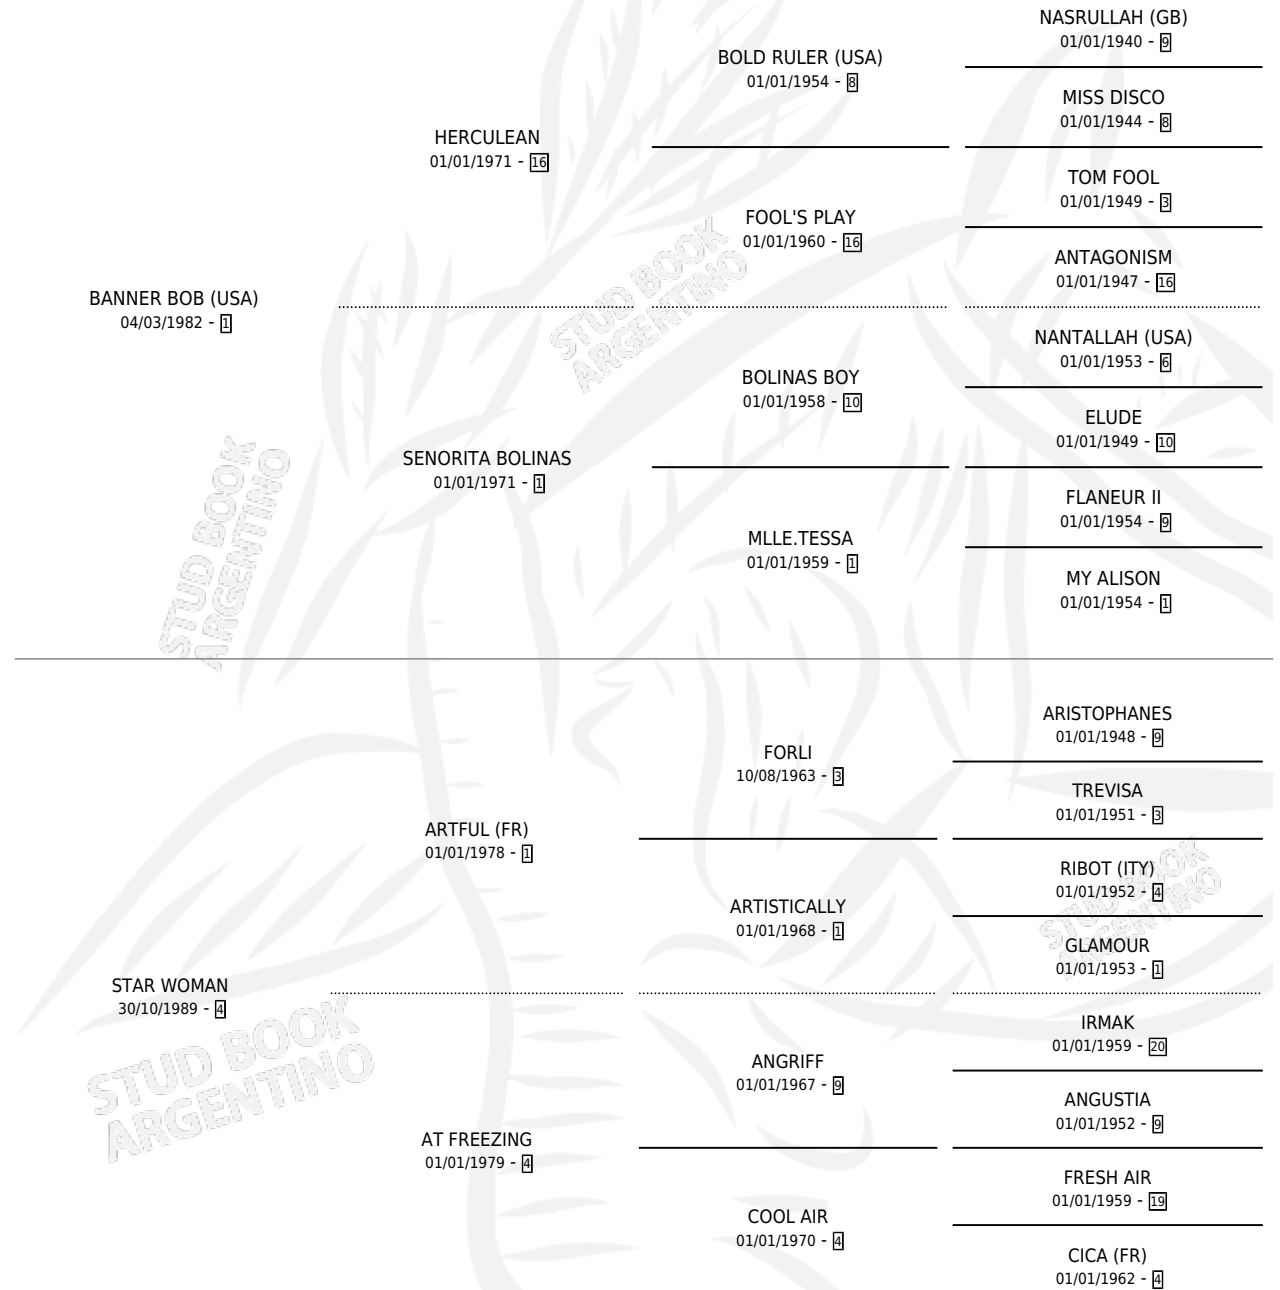 NASRULLAH (GB)
01/01/1940 - 9
BOLD RULER (USA)
01/01/1954 - 8
MISS DISCO
01/01/1944 - 8
HERCULEAN
01/01/1971 - 16
TOM FOOL
01/01/1949 - 3
FOOL'S PLAY
01/01/1960 - 16
ANTAGONISM
01/01/1947 - 16
BANNER BOB (USA)
04/03/1982 - 1
NANTALLAH (USA)
01/01/1953 - 6
BOLINAS BOY
01/01/1958 - 10
ELUDE
01/01/1949 - 10
SENORITA BOLINAS
01/01/1971 - 1
FLANEUR II
01/01/1954 - 9
MLLE.TESSA
01/01/1959 - 1
MY ALISON
01/01/1954 - 1
STUD BOOK
ARGENTINO
STUD BOOK
ARGENTINO
ARISTOPHANES
01/01/1948 - 9
FORLI
10/08/1963 - 3
TREVISA
01/01/1951 - 3
ARTFUL (FR)
01/01/1978 - 1
RIBOT (ITY)
01/01/1952 - 4
ARTISTICALLY
01/01/1968 - 1
GLAMOUR
01/01/1953 - 1
STAR WOMAN
30/10/1989 - 4
IRMAK
01/01/1959 - 20
ANGRIFF
01/01/1967 - 9
ANGUSTIA
01/01/1952 - 9
AT FREEZING
01/01/1979 - 4
FRESH AIR
01/01/1959 - 19
COOL AIR
01/01/1970 - 4
CICA (FR)
01/01/1962 - 4
STUD BOOK
ARGENTINO
STUD BOOK
ARGENTINO